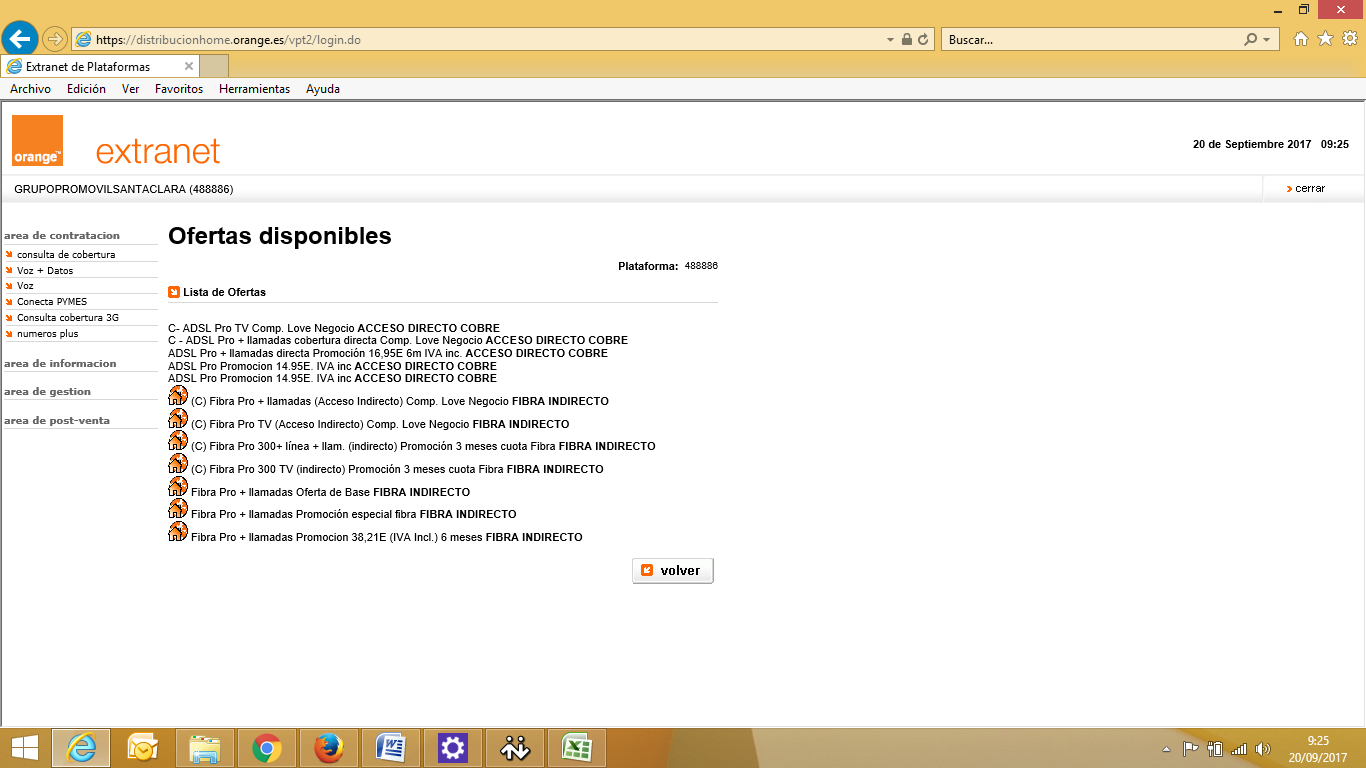 https://distribucionhome.orange.es/vpt2/login.do
Buscar...
Extranet de Plataformas
Archivo Edición Ver Favoritos Herramientas Ayuda
orange™
extranet
20 de Septiembre 2017 09:25
GRUPOPROMOVILSANTACLARA (488886)
cerrar
area de contratacion
consulta de cobertura
Voz + Datos
Voz
Conecta PYMES
Consulta cobertura 3G
numeros plus
area de informacion
area de gestion
area de post-venta
Ofertas disponibles
Plataforma: 488886
Lista de Ofertas
C- ADSL Pro TV Comp. Love Negocio ACCESO DIRECTO COBRE
C - ADSL Pro + llamadas cobertura directa Comp. Love Negocio ACCESO DIRECTO COBRE
ADSL Pro + llamadas directa Promoción 16,95E 6m IVA inc. ACCESO DIRECTO COBRE
ADSL Pro Promocion 14.95E. IVA inc ACCESO DIRECTO COBRE
ADSL Pro Promocion 14.95E. IVA inc ACCESO DIRECTO COBRE
(C) Fibra Pro + llamadas (Acceso Indirecto) Comp. Love Negocio FIBRA INDIRECTO
(C) Fibra Pro TV (Acceso Indirecto) Comp. Love Negocio FIBRA INDIRECTO
(C) Fibra Pro 300+ línea + llam. (indirecto) Promoción 3 meses cuota Fibra FIBRA INDIRECTO
(C) Fibra Pro 300 TV (indirecto) Promoción 3 meses cuota Fibra FIBRA INDIRECTO
Fibra Pro + llamadas Oferta de Base FIBRA INDIRECTO
Fibra Pro + llamadas Promoción especial fibra FIBRA INDIRECTO
Fibra Pro + llamadas Promocion 38,21E (IVA Incl.) 6 meses FIBRA INDIRECTO
volver
9:25
20/09/2017